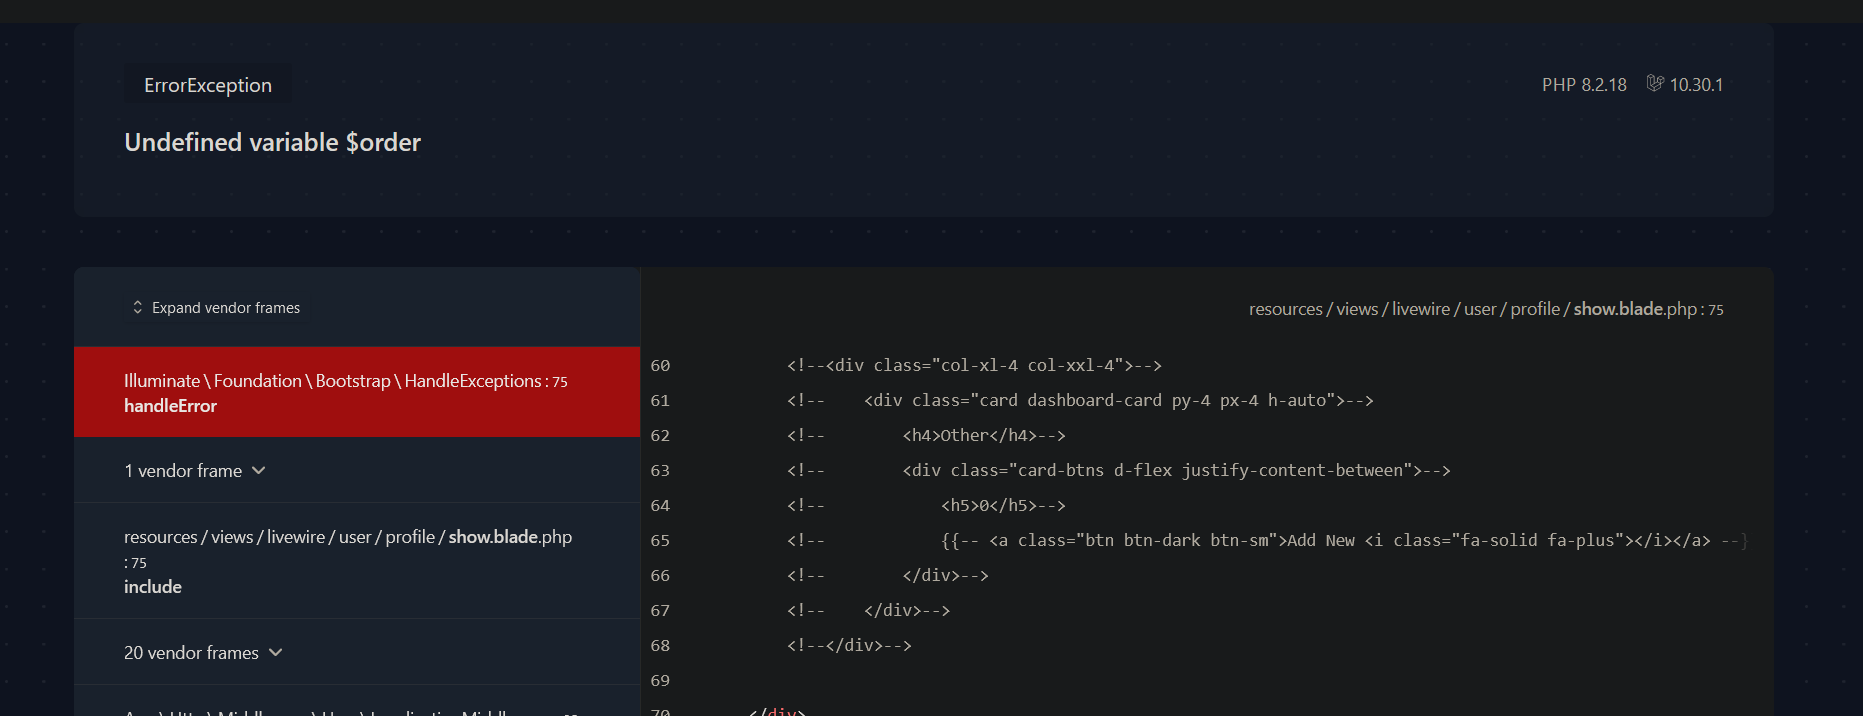 ErrorException
PHP 8.2.18 10.30.1
Undefined variable $order
Expand vendor frames
resources / views / livewire / user / profile / show.blade.php : 75
Illuminate \ Foundation \ Bootstrap \ HandleExceptions : 75
handleError
1 vendor frame
resources / views / livewire / user / profile / show.blade.php
: 75
include
20 vendor frames
60 <!--<div class="col-xl-4 col-xxl-4">-->
61 <!--    <div class="card dashboard-card py-4 px-4 h-auto">-->
62 <!--        <h4>Other</h4>-->
63 <!--        <div class="card-btns d-flex justify-content-between">-->
64 <!--            <h5>0</h5>-->
65 <!--            {{-- <a class="btn btn-dark btn-sm">Add New <i class="fa-solid fa-plus"></i></a> --}
66 <!--        </div>-->
67 <!--    </div>-->
68 <!--</div>-->
69
70 </div>